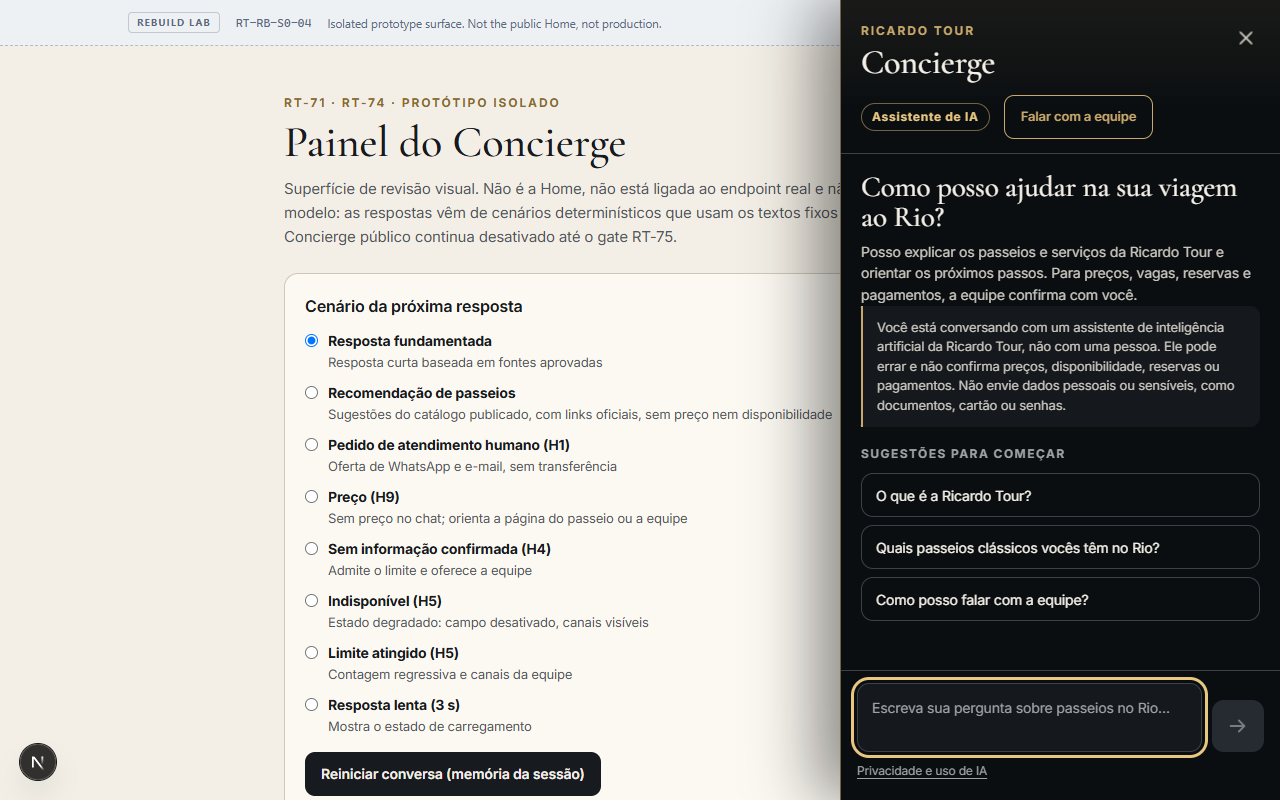 REBUILD LAB RT-RB-S0-04 Isolated prototype surface. Not the public Home, not production.
RT-71 · RT-74 · PROTÓTIPO ISOLADO
Painel do Concierge
Superfície de revisão visual. Não é a Home, não está ligada ao endpoint real e
modelo: as respostas vêm de cenários determinísticos que usam os textos fixos
Concierge público continua desativado até o gate RT-75.
Cenário da próxima resposta
Resposta fundamentada
Resposta curta baseada em fontes aprovadas
Recomendação de passeios
Sugestões do catálogo publicado, com links oficiais, sem preço nem disponibilidade
Pedido de atendimento humano (H1)
Oferta de WhatsApp e e-mail, sem transferência
Preço (H9)
Sem preço no chat; orienta a página do passeio ou a equipe
Sem informação confirmada (H4)
Admite o limite e oferece a equipe
Indisponível (H5)
Estado degradado: campo desativado, canais visíveis
Limite atingido (H5)
Contagem regressiva e canais da equipe
Resposta lenta (3 s)
Mostra o estado de carregamento
Reiniciar conversa (memória da sessão)
N
RICARDO TOUR
Concierge
Assistente de IA
Falar com a equipe
Como posso ajudar na sua viagem
ao Rio?
Posso explicar os passeios e serviços da Ricardo Tour e
orientar os próximos passos. Para preços, vagas, reservas e
pagamentos, a equipe confirma com você.
Você está conversando com um assistente de inteligência
artificial da Ricardo Tour, não com uma pessoa. Ele pode
errar e não confirma preços, disponibilidade, reservas ou
pagamentos. Não envie dados pessoais ou sensíveis, como
documentos, cartão ou senhas.
SUGESTÕES PARA COMEÇAR
O que é a Ricardo Tour?
Quais passeios clássicos vocês têm no Rio?
Como posso falar com a equipe?
Escreva sua pergunta sobre passeios no Rio...
Privacidade e uso de IA